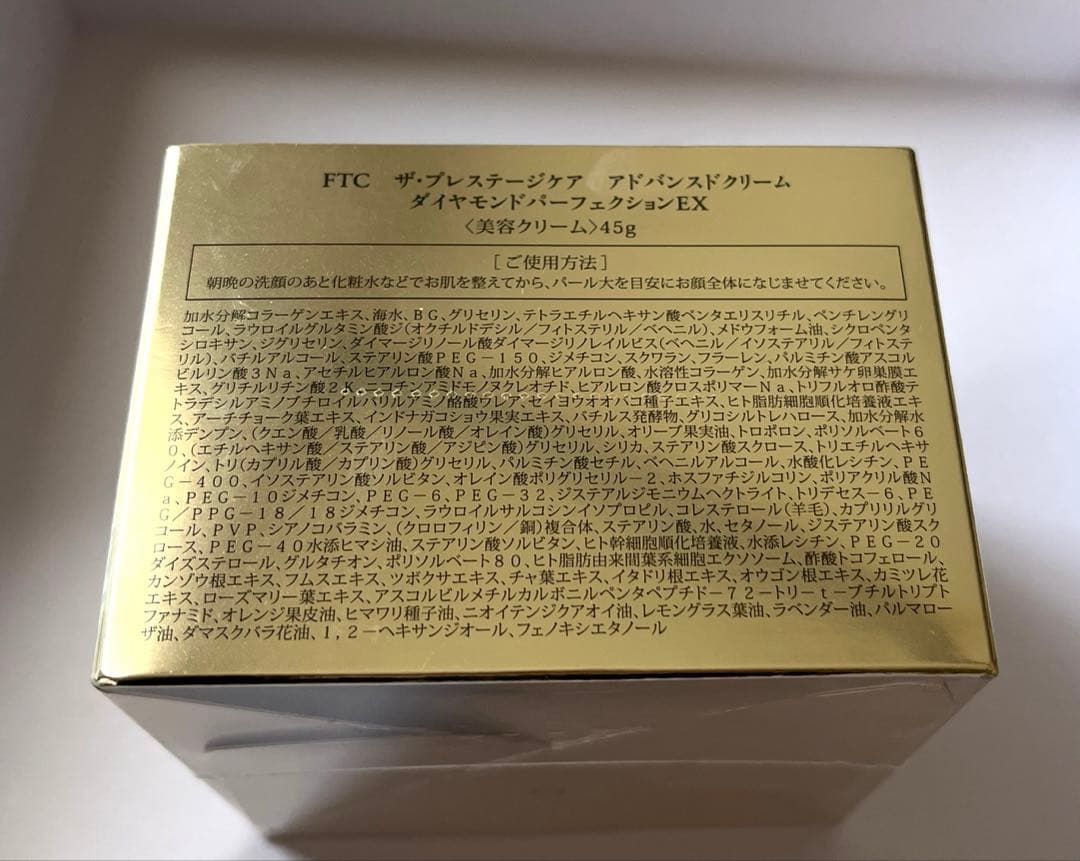 FTC ザ・プレステージケア アドバンスドクリーム
ダイヤモンドパーフェクションEX
〈美容クリーム〉45g
［ご使用方法］
朝晩の洗顔のあと化粧水などでお肌を整えてから、パール大を目安にお顔全体になじませてください。
加水分解コラーゲンエキス、海水、BG、グリセリン、テトラエチルヘキサン酸ペンタエリスリチル、ペンチレングリ
コール、ラウロイルグルタミン酸ジ（オクチルドデシル／フィトステリル／ベヘニル）、メドウフォーム油、シクロペンタ
シロキサン、ジグリセリン、ダイマージリノール酸ダイマージリノレイルビス（ベヘニル／イソステアリル／フィトステ
リル）、バチルアルコール、ステアリン酸PEG－150、ジメチコン、スクワラン、フラーレン、パルミチン酸アスコル
ビルリン酸3Na、アセチルヒアルロン酸Na、加水分解ヒアルロン酸、水溶性コラーゲン、加水分解サケ卵巣膜エ
キス、グリチルリチン酸2K、ニコチンアミドモノヌクレオチド、ヒアルロン酸クロスポリマーNa、トリフルオロ酢酸テ
トラデシルアミノブチロイルバリルアミノ酪酸ウレア、セイヨウオオバコ種子エキス、ヒト脂肪細胞順化培養液エキ
ス、アーチチョーク葉エキス、インドナガコショウ果実エキス、バチルス発酵物、グリコシルトレハロース、加水分解水
添デンプン、（クエン酸／乳酸／リノール酸／オレイン酸）グリセリル、オリーブ果実油、トロポロン、ポリソルベート6
0、（エチルヘキサン酸／ステアリン酸／アジピン酸）グリセリル、シリカ、ステアリン酸スクロース、トリエチルヘキサ
ノイン、トリ（カプリル酸／カプリン酸）グリセリル、パルミチン酸セチル、ベヘニルアルコール、水酸化レシチン、PE
G－400、イソステアリン酸ソルビタン、オレイン酸ポリグリセリル－2、ホスファチジルコリン、ポリアクリル酸N
a、PEG－10ジメチコン、PEG－6、PEG－32、ジステアルジモニウムヘクトライト、トリデセス－6、PE
G／PPG－18／18ジメチコン、ラウロイルサルコシンイソプロピル、コレステロール（羊毛）、カプリリルグリ
コール、PVP、シアノコバラミン、（クロロフィリン／銅）複合体、ステアリン酸、水、セタノール、ジステアリン酸スク
ロース、PEG－40水添ヒマシ油、ステアリン酸ソルビタン、ヒト幹細胞順化培養液、水添レシチン、PEG－20
ダイズステロール、グルタチオン、ポリソルベート80、ヒト脂肪由来間葉系細胞エクソソーム、酢酸トコフェロール、
カンゾウ根エキス、フムスエキス、ツボクサエキス、チャ葉エキス、イタドリ根エキス、オウゴン根エキス、カミツレ花
エキス、ローズマリー葉エキス、アスコルビルメチルカルボニルペンタペプチド－72－トリ－t－ブチルトリプト
ファナミド、オレンジ果皮油、ヒマワリ種子油、ニオイテンジクアオイ油、レモングラス葉油、ラベンダー油、パルマロー
ザ油、ダマスクバラ花油、1，2－ヘキサンジオール、フェノキシエタノール